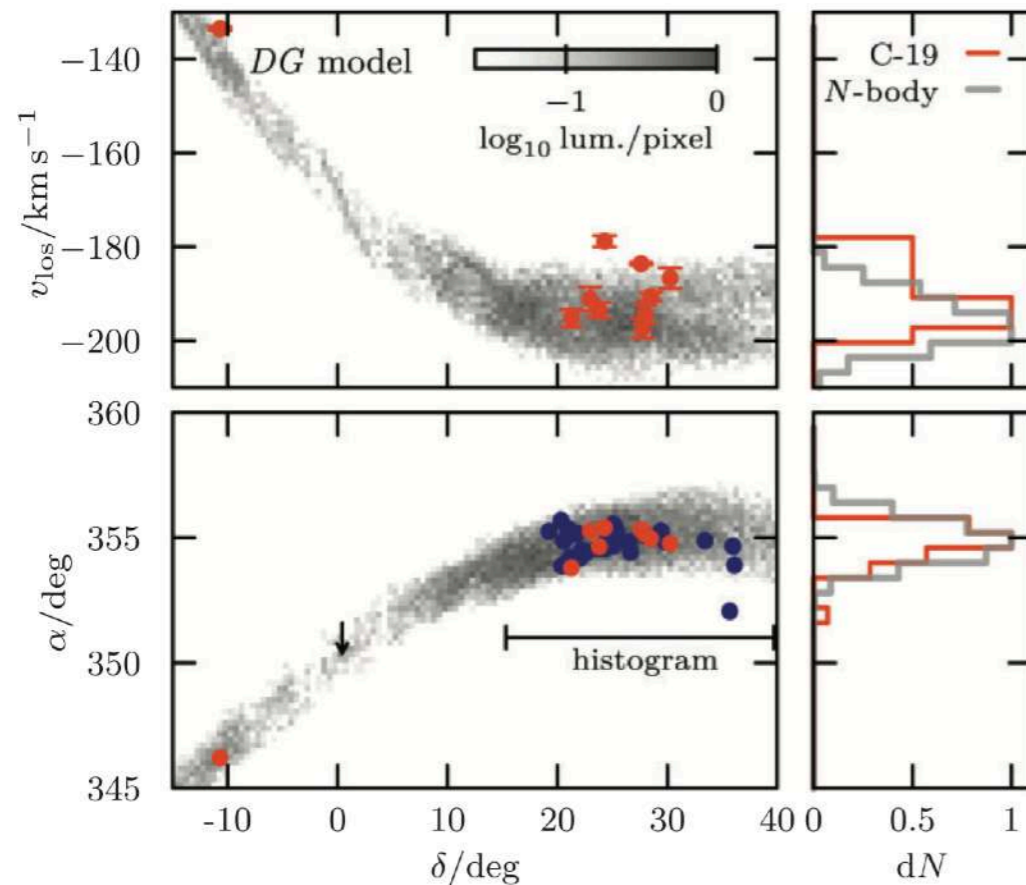 −140
−160
−180
−200
v_los/km s⁻¹
DG model
−1 0
log₁₀ lum./pixel
C-19
N-body
360
355
350
345
α/deg
histogram
-10 0 10 20 30 40
δ/deg
0 0.5 1
dN